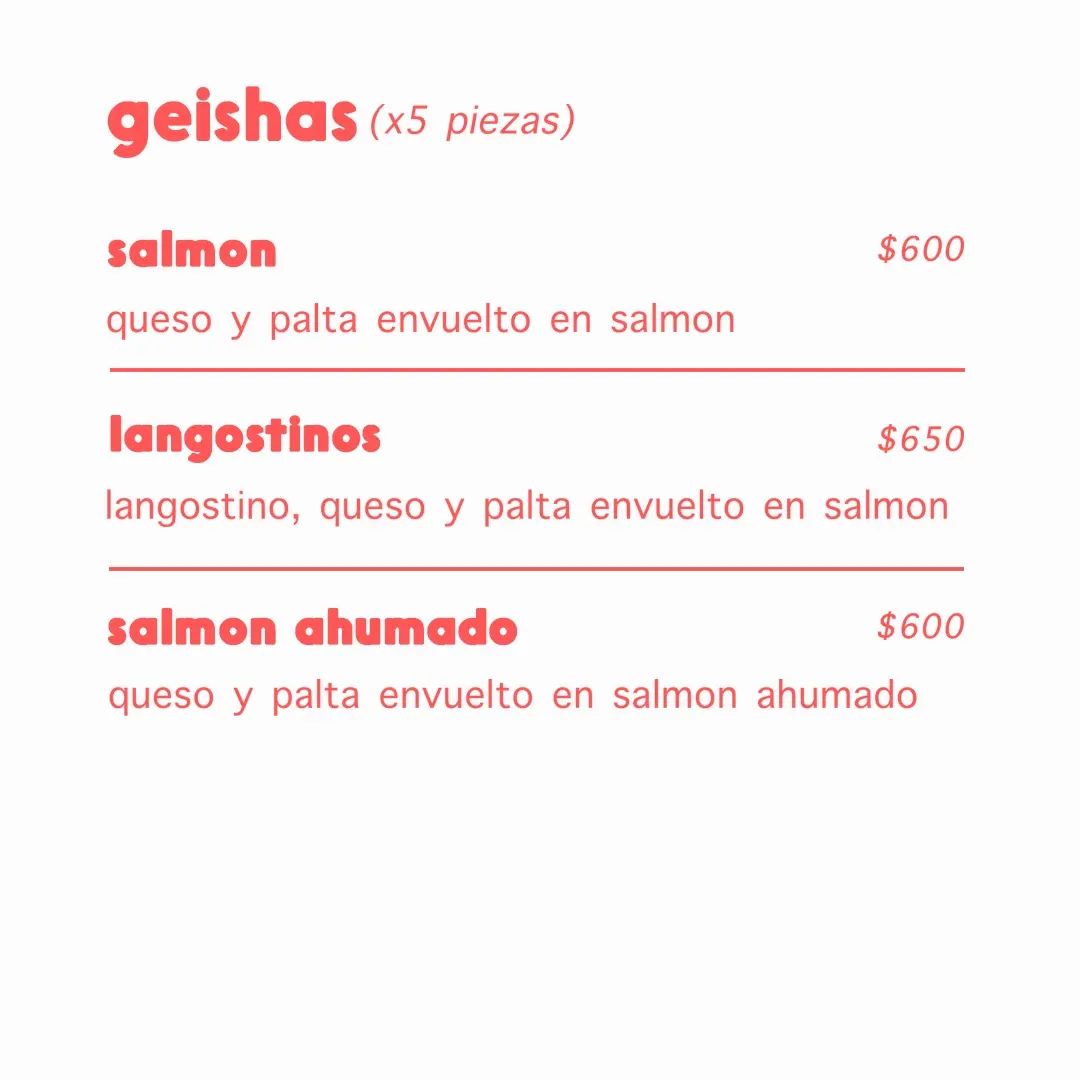 geishas (x5 piezas)
salmon $600
queso y palta envuelto en salmon
langostinos $650
langostino, queso y palta envuelto en salmon
salmon ahumado $600
queso y palta envuelto en salmon ahumado